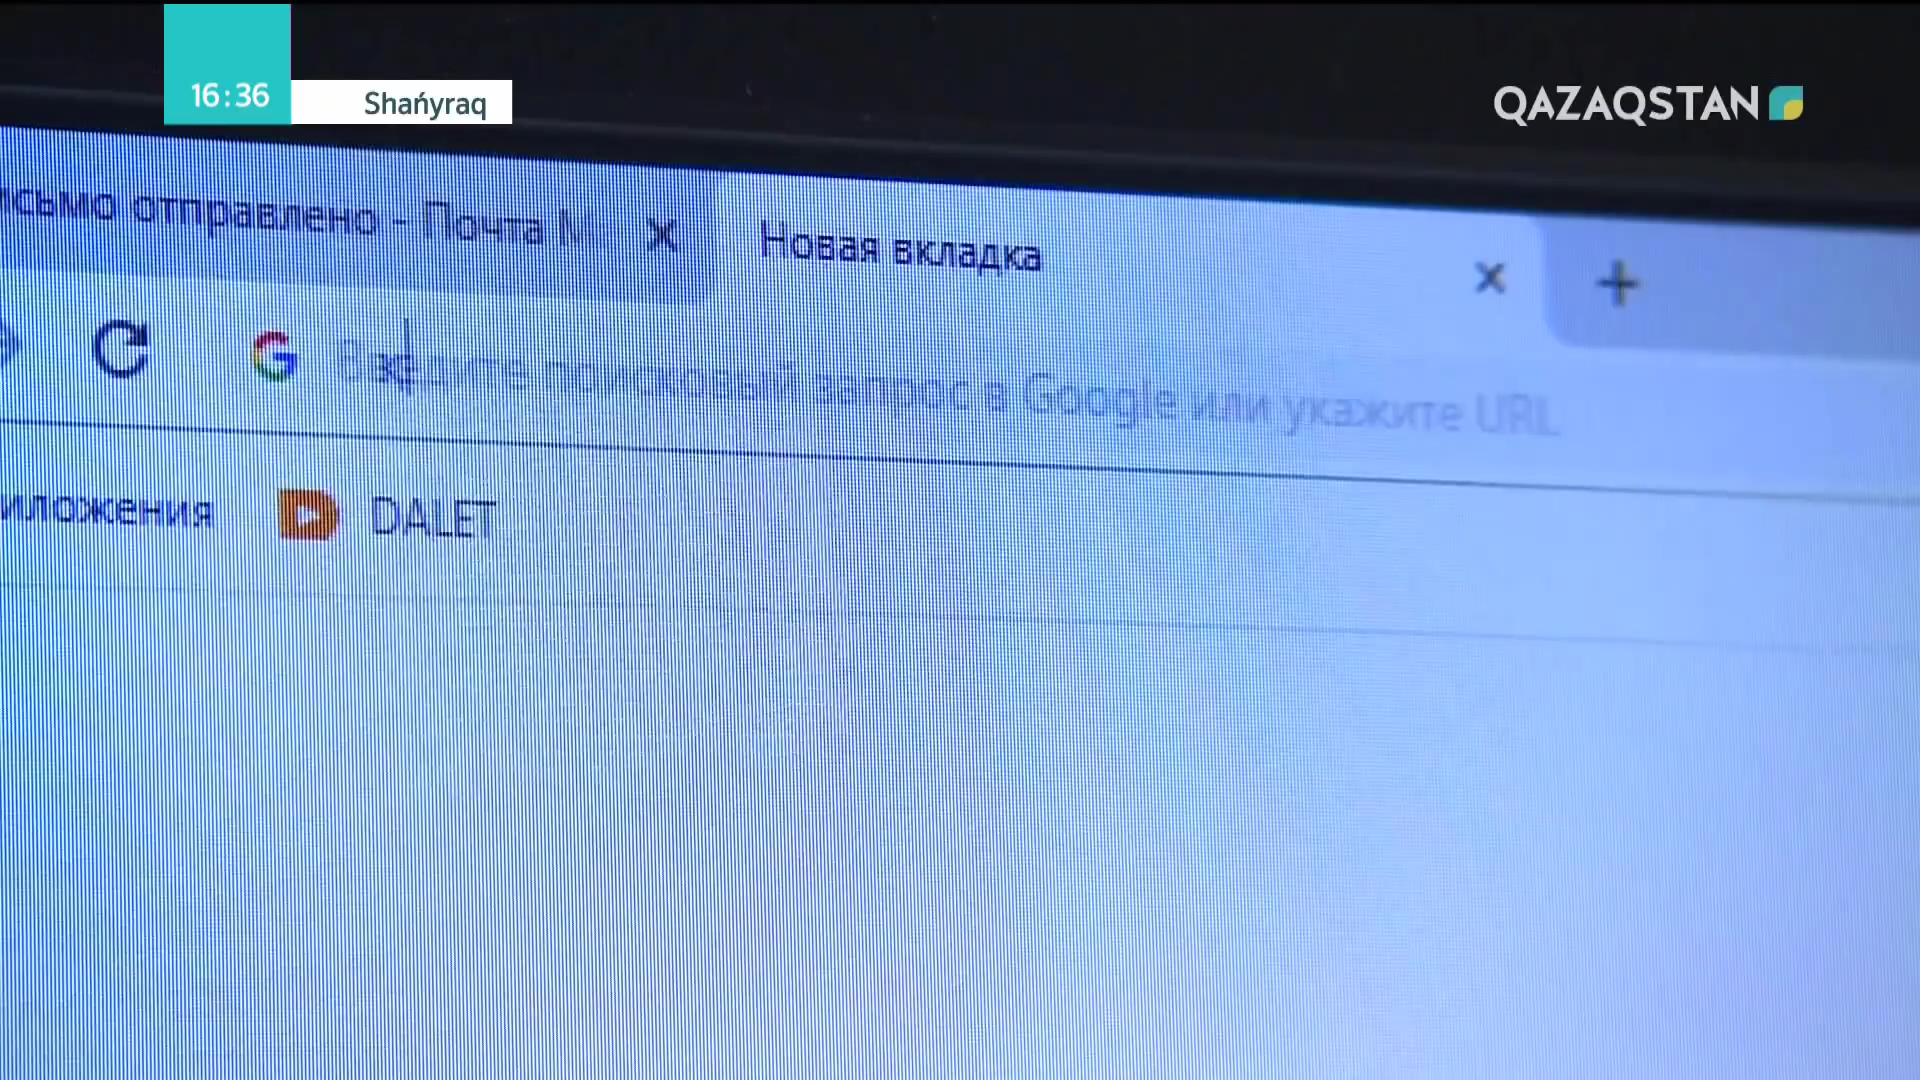 16:36
Shańyraq
QAZAQSTAN
исьмо отправлено - Почта M
Новая вкладка
Введите поисковый запрос в Google или укажите URL
иложения
DALET